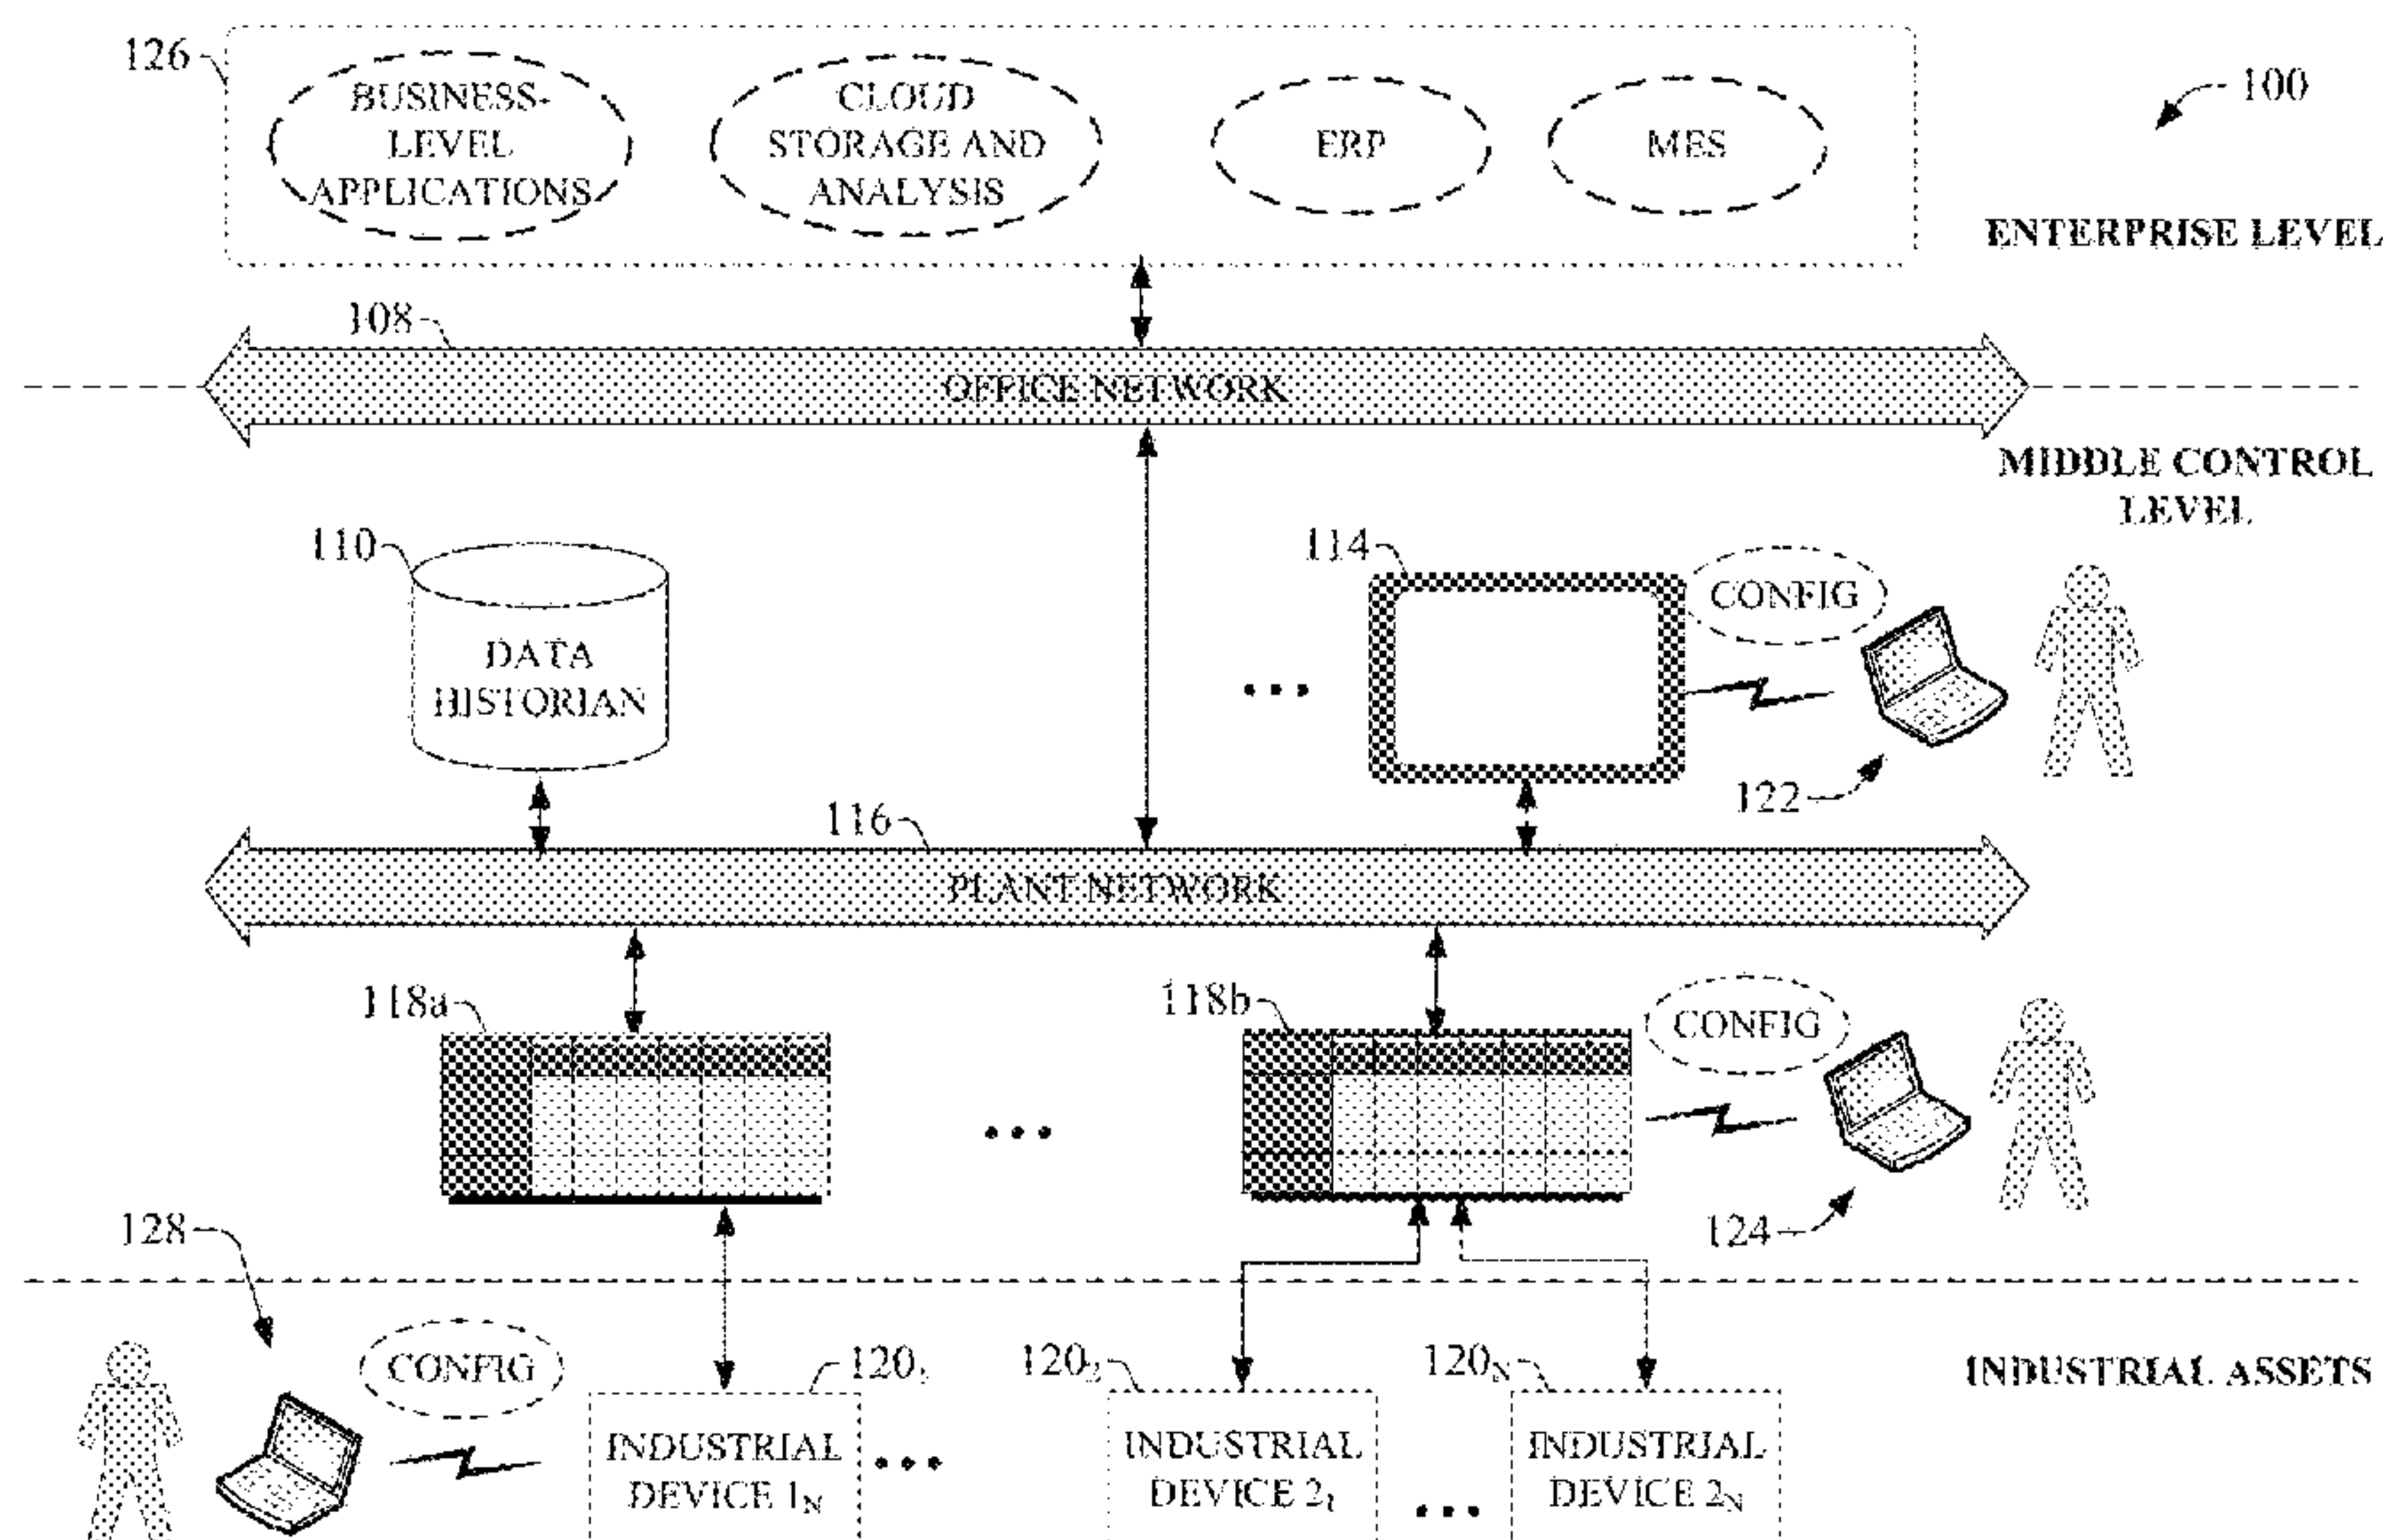 126
BUSINESS-
LEVEL
APPLICATIONS
CLOUD
STORAGE AND
ANALYSIS
ERP
MES
100
ENTERPRISE LEVEL
108
OFFICE NETWORK
MIDDLE CONTROL
LEVEL
110
DATA
HISTORIAN
114
CONFIG
122
116
PLANT NETWORK
118a
118b
CONFIG
124
128
CONFIG
120₁
120₂
120N
INDUSTRIAL ASSETS
INDUSTRIAL
DEVICE 1N
INDUSTRIAL
DEVICE 2₁
INDUSTRIAL
DEVICE 2N